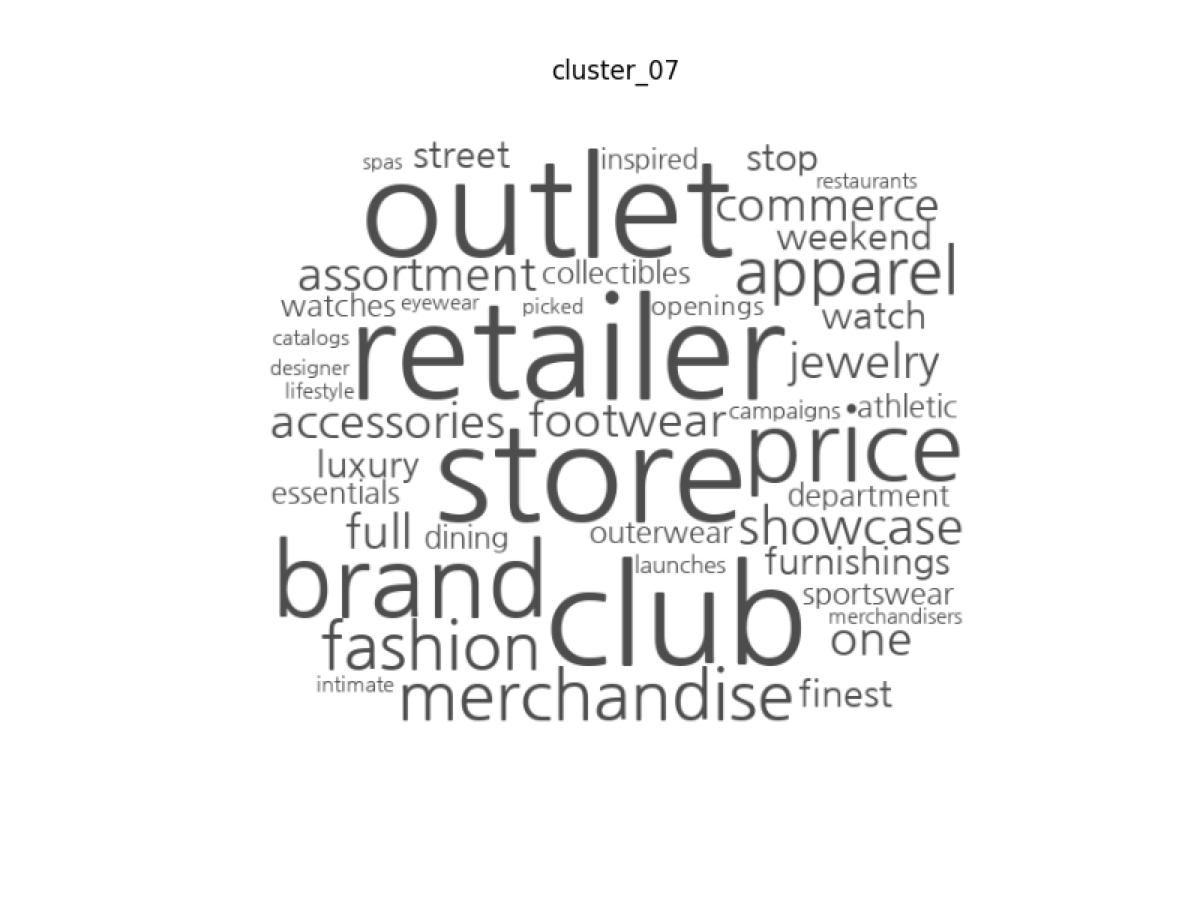 cluster_07
spas street inspired stop
restaurants
outlet commerce
weekend
assortment collectibles apparel
watches eyewear picked openings watch
catalogs retailer jewelry
designer
lifestyle
accessories footwear campaigns athletic
luxury store price
essentials department
full dining outerwear showcase
launches furnishings
brand club sportswear
merchandisers
fashion one
intimate merchandise finest